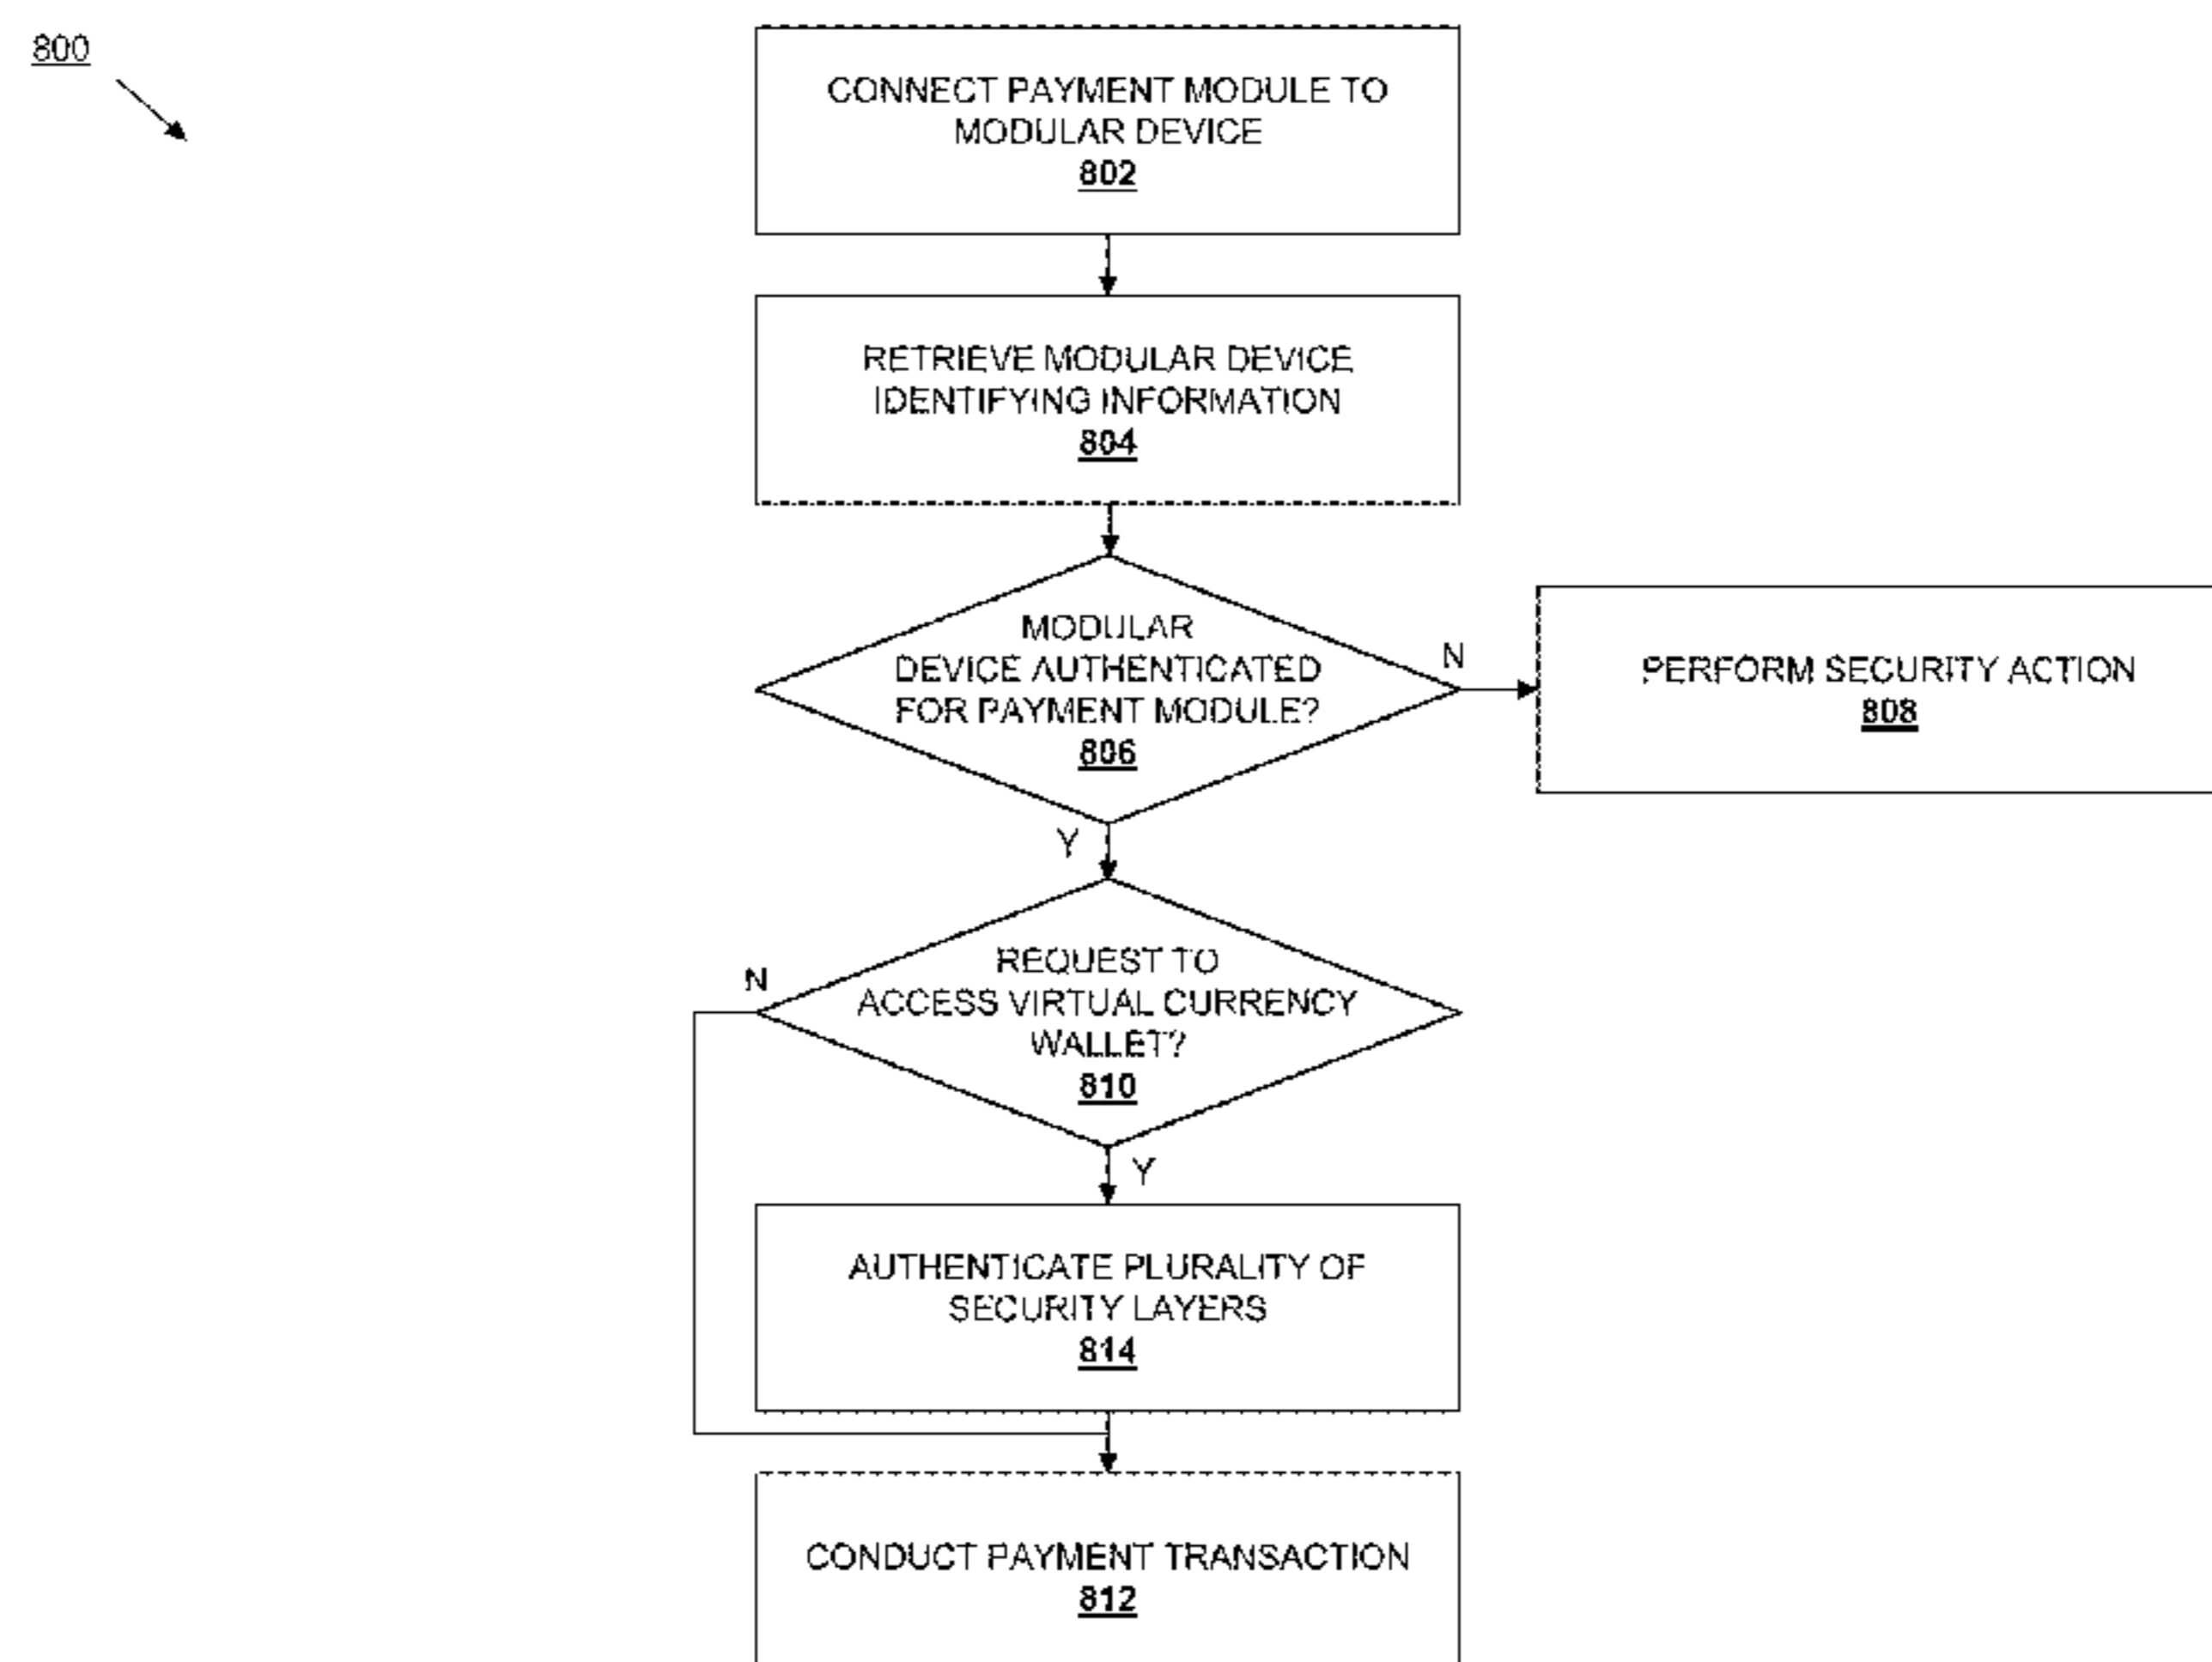 800
CONNECT PAYMENT MODULE TO
MODULAR DEVICE
802
RETRIEVE MODULAR DEVICE
IDENTIFYING INFORMATION
804
MODULAR
DEVICE AUTHENTICATED
FOR PAYMENT MODULE?
806
N
PERFORM SECURITY ACTION
808
Y
REQUEST TO
ACCESS VIRTUAL CURRENCY
WALLET?
810
N
Y
AUTHENTICATE PLURALITY OF
SECURITY LAYERS
814
CONDUCT PAYMENT TRANSACTION
812